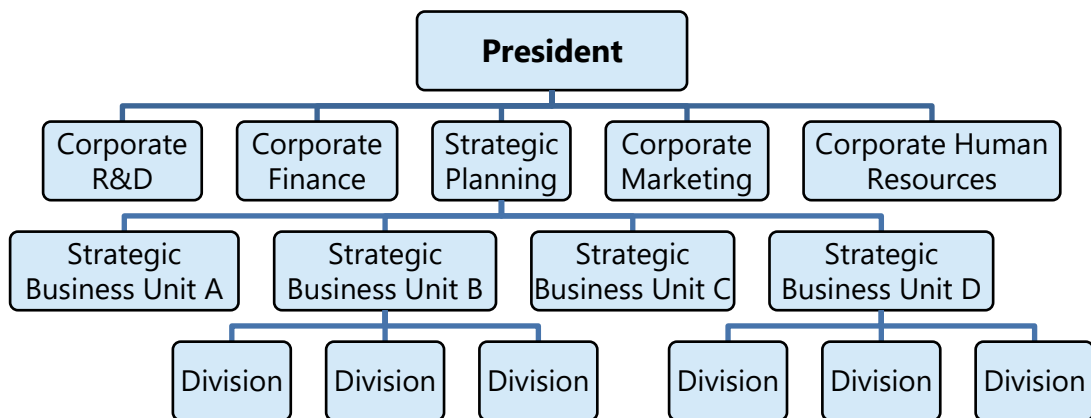 President
Corporate
R&D
Corporate
Finance
Strategic
Planning
Corporate
Marketing
Corporate Human
Resources
Strategic
Business Unit A
Strategic
Business Unit B
Strategic
Business Unit C
Strategic
Business Unit D
Division
Division
Division
Division
Division
Division